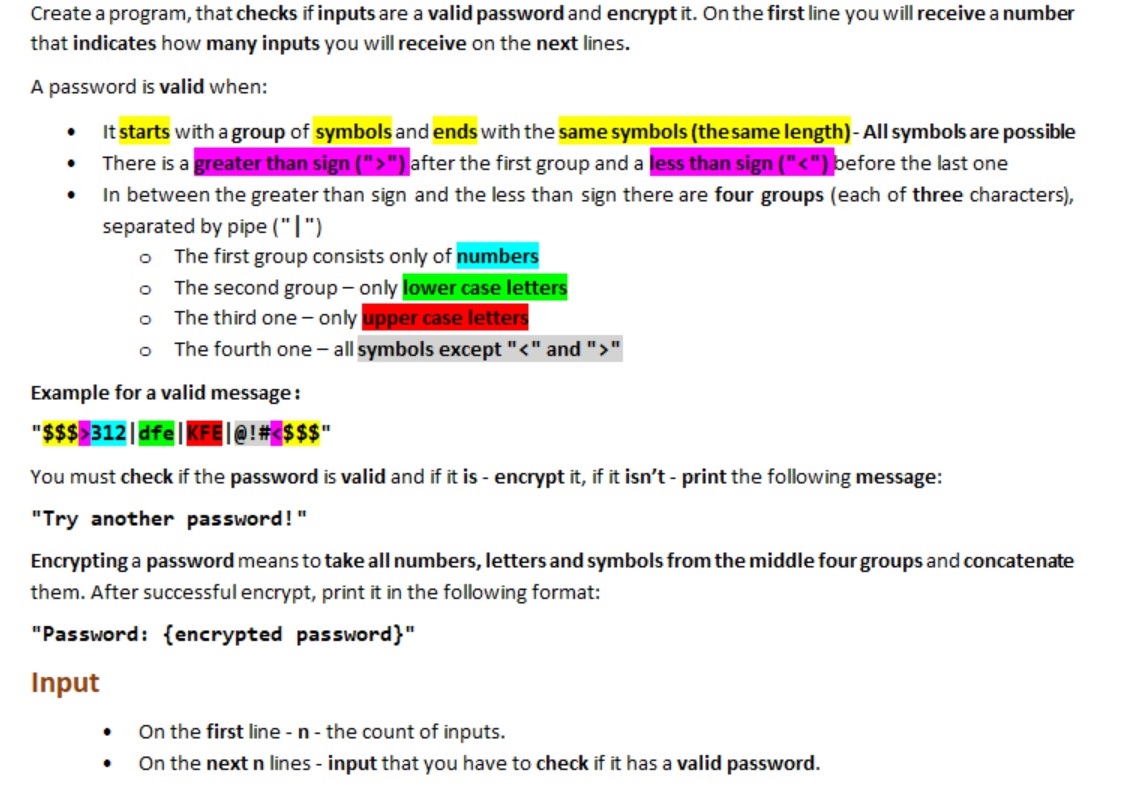 Create a program, that checks if inputs are a valid password and encrypt it. On the first line you will receive a number
that indicates how many inputs you will receive on the next lines.
A password is valid when:
• It starts with a group of symbols and ends with the same symbols (the same length) - All symbols are possible
• There is a greater than sign (">") after the first group and a less than sign ("<") before the last one
• In between the greater than sign and the less than sign there are four groups (each of three characters),
separated by pipe ("|")
o The first group consists only of numbers
o The second group – only lower case letters
o The third one – only upper case letters
o The fourth one – all symbols except "<" and ">"
Example for a valid message:
"$$$>312|dfe|KFE|@!#<$$$"
You must check if the password is valid and if it is - encrypt it, if it isn’t - print the following message:
"Try another password!"
Encrypting a password means to take all numbers, letters and symbols from the middle four groups and concatenate
them. After successful encrypt, print it in the following format:
"Password: {encrypted password}"
Input
• On the first line - n - the count of inputs.
• On the next n lines - input that you have to check if it has a valid password.